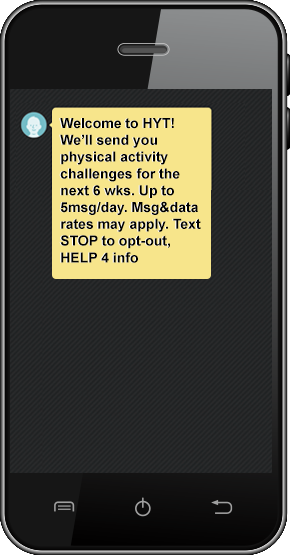 Welcome to HYT!
We'll send you
physical activity
challenges for the
next 6 wks. Up to
5msg/day. Msg&data
rates may apply. Text
STOP to opt-out,
HELP 4 info